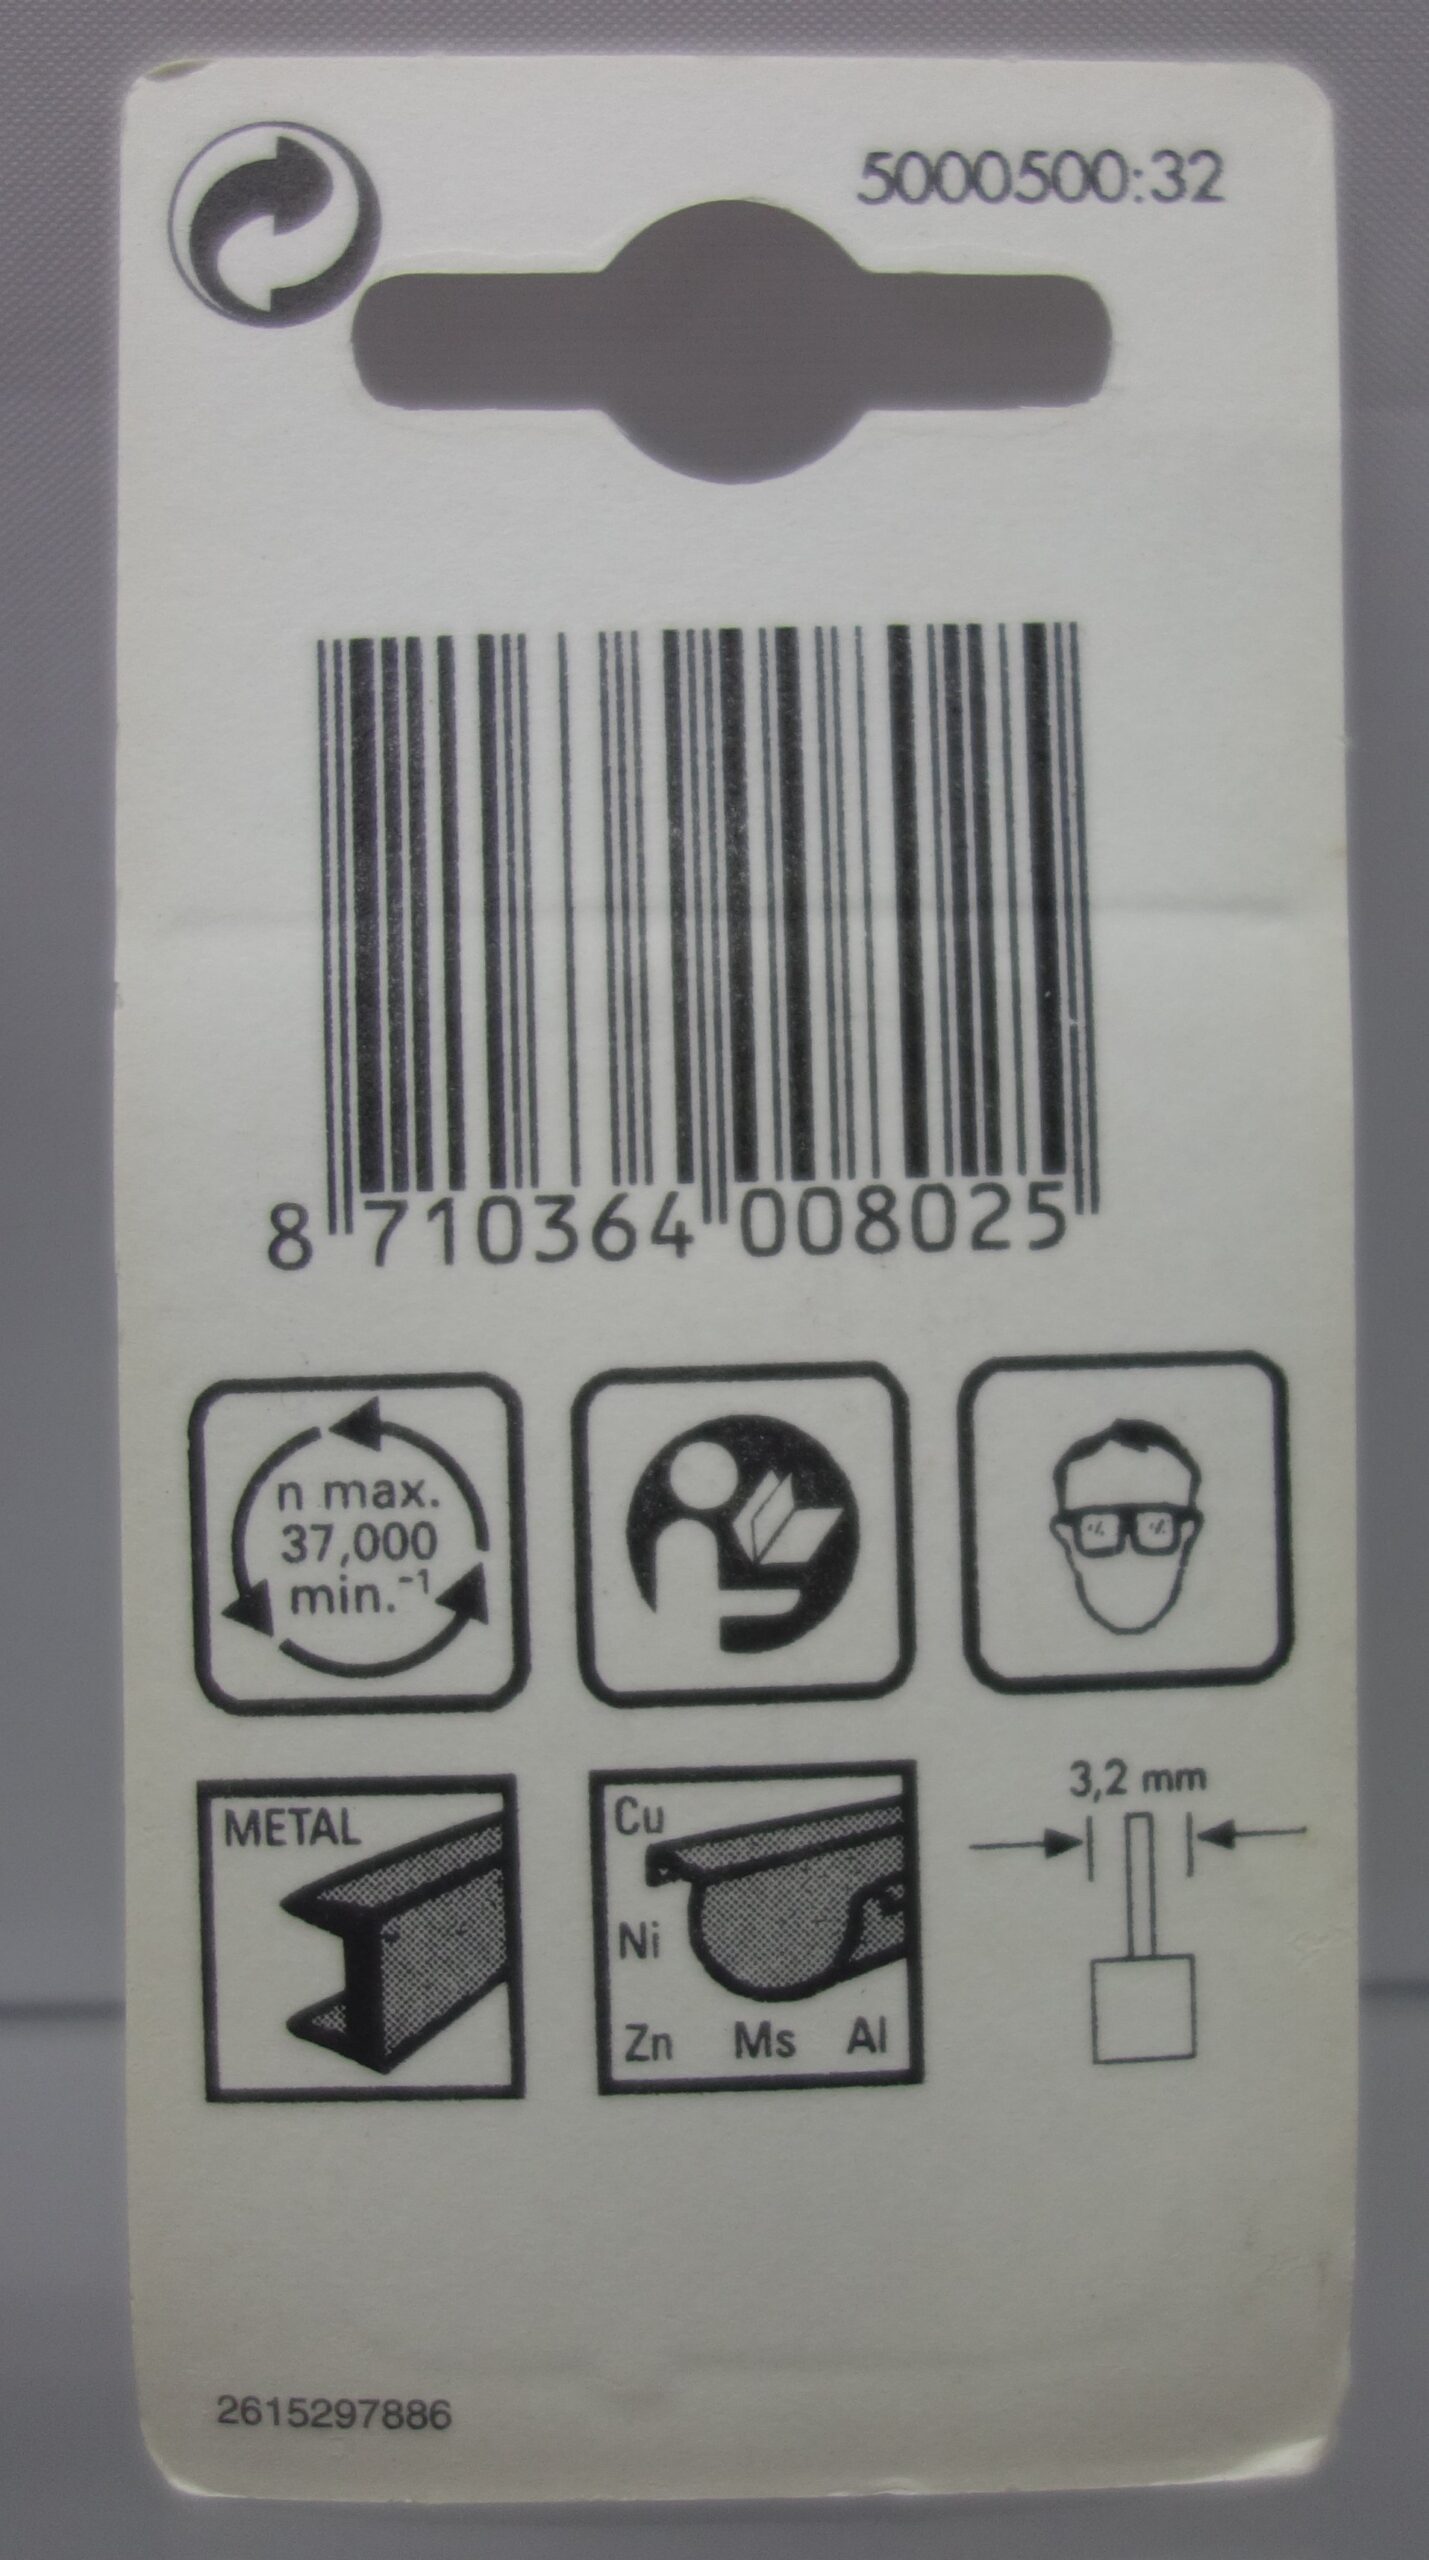 5000500:32
8 710364 008025
n max.
37,000
min.⁻¹
METAL
Cu
Ni
Zn Ms Al
3,2 mm
2615297886